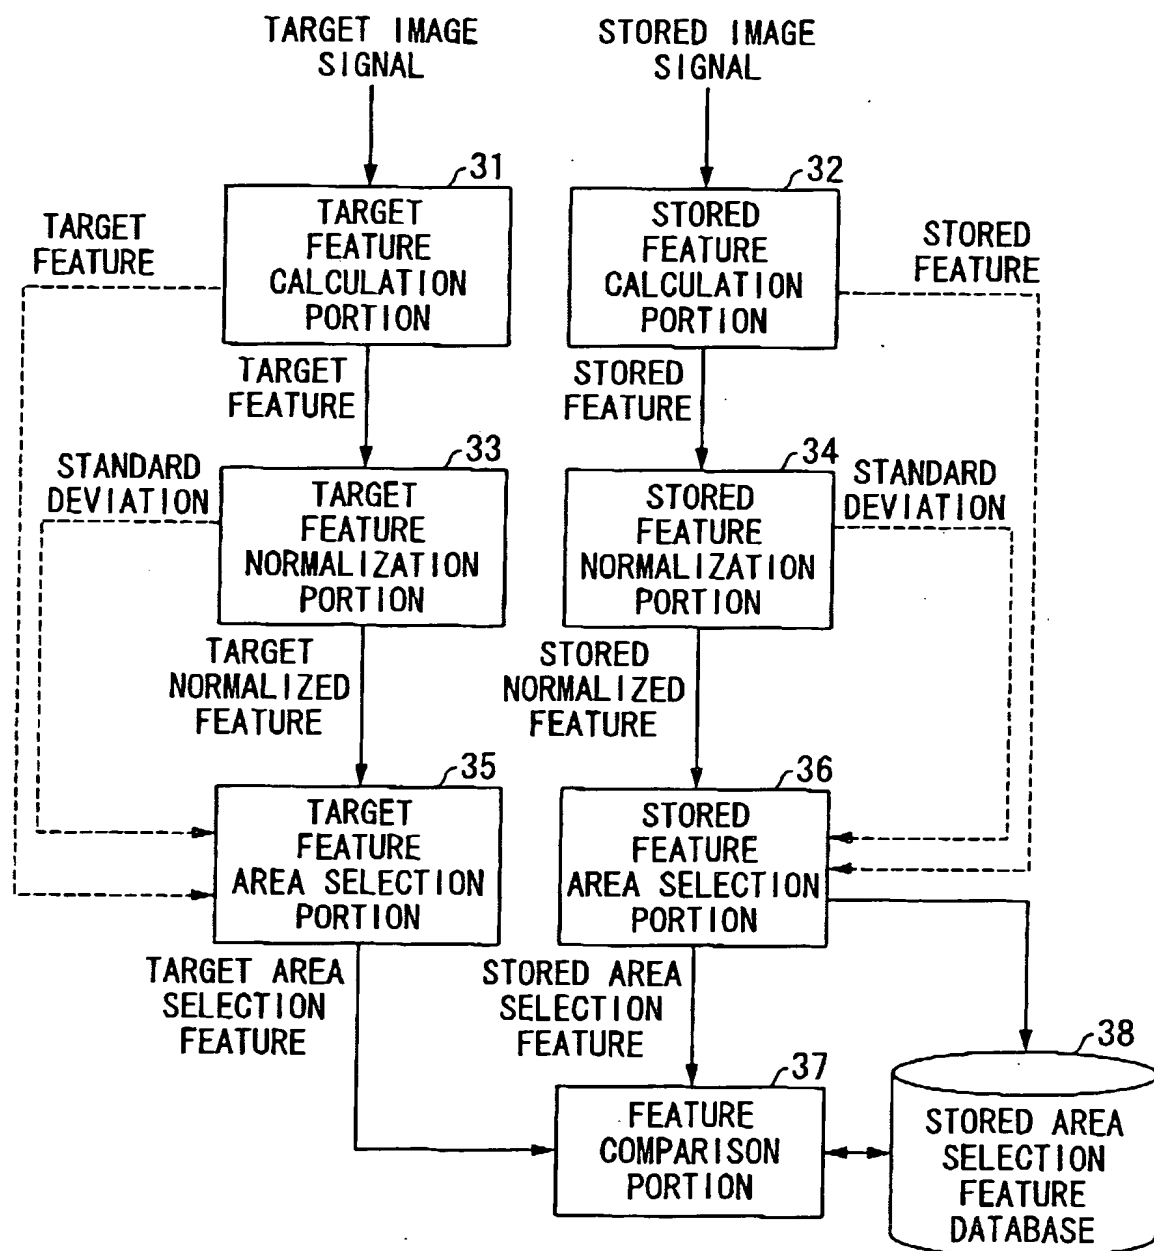 TARGET IMAGE
SIGNAL
STORED IMAGE
SIGNAL
31
TARGET
FEATURE
CALCULATION
PORTION
32
STORED
FEATURE
CALCULATION
PORTION
TARGET
FEATURE
STORED
FEATURE
TARGET
FEATURE
STORED
FEATURE
STANDARD
DEVIATION
33
TARGET
FEATURE
NORMALIZATION
PORTION
34
STORED
FEATURE
NORMALIZATION
PORTION
STANDARD
DEVIATION
TARGET
NORMALIZED
FEATURE
STORED
NORMALIZED
FEATURE
35
TARGET
FEATURE
AREA SELECTION
PORTION
36
STORED
FEATURE
AREA SELECTION
PORTION
TARGET AREA
SELECTION
FEATURE
STORED AREA
SELECTION
FEATURE
37
FEATURE
COMPARISON
PORTION
38
STORED AREA
SELECTION
FEATURE
DATABASE